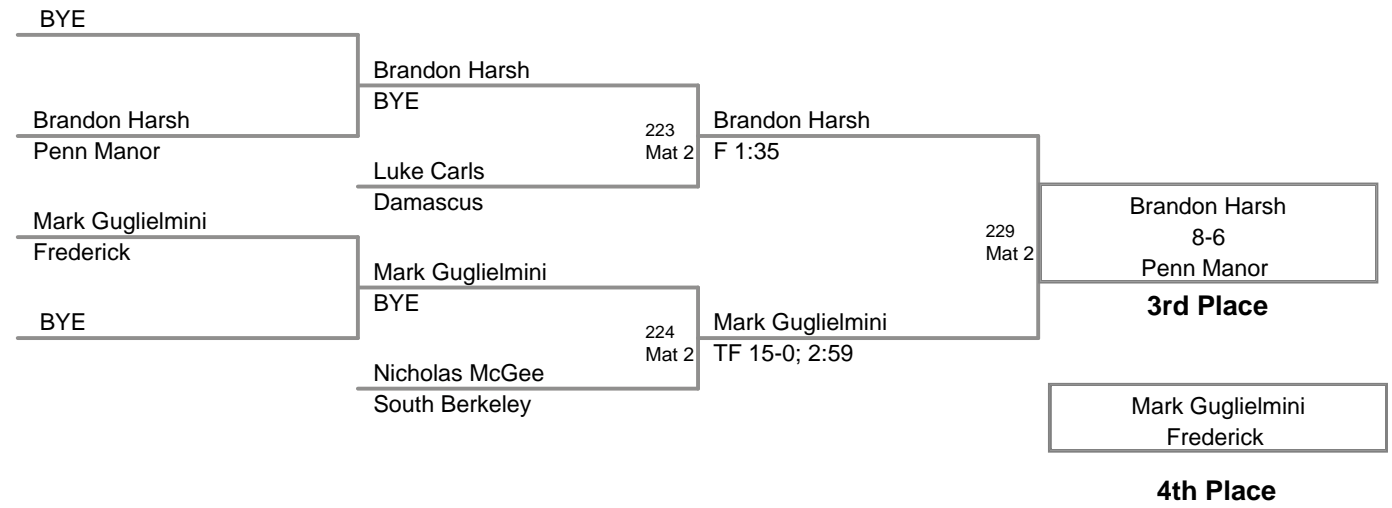 BYE
Brandon Harsh
BYE
Brandon Harsh
Penn Manor
223
Mat 2
Brandon Harsh
F 1:35
Luke Carls
Damascus
Mark Guglielmini
Frederick
229
Mat 2
Brandon Harsh
8-6
Penn Manor
3rd Place
Mark Guglielmini
BYE
BYE
224
Mat 2
Mark Guglielmini
TF 15-0; 2:59
Nicholas McGee
South Berkeley
Mark Guglielmini
Frederick
4th Place